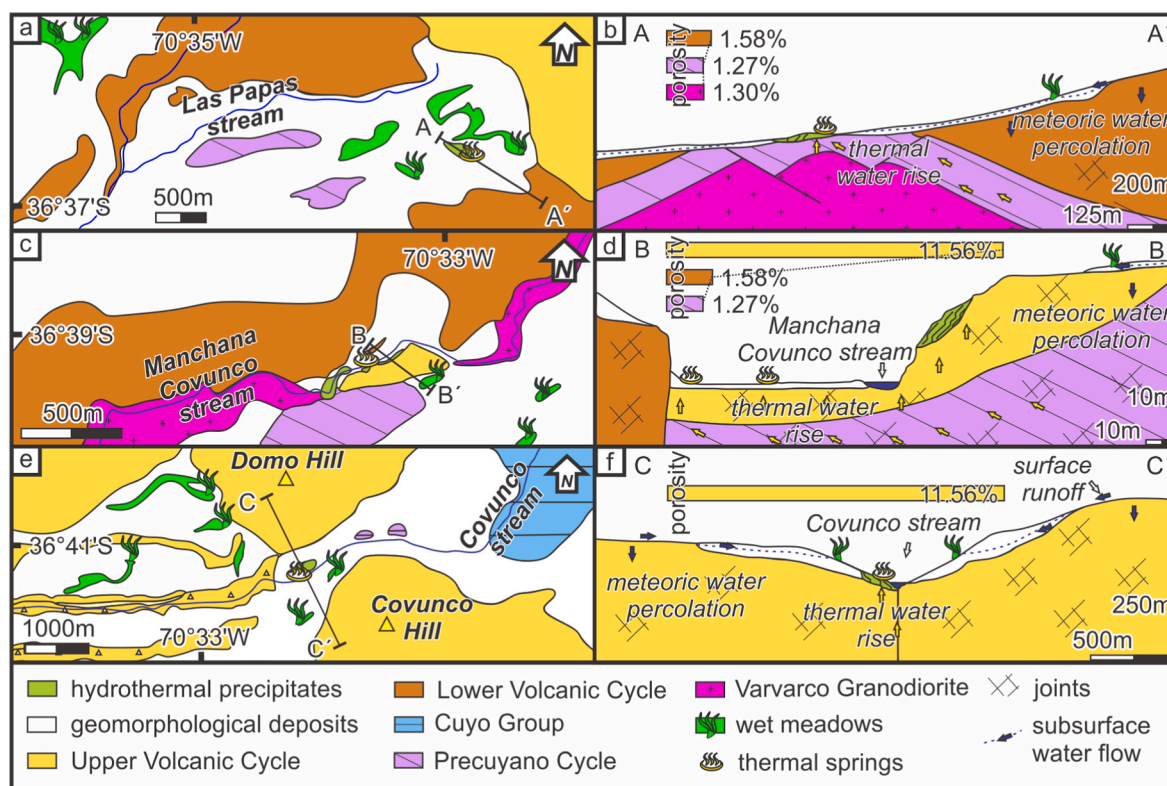 a
70°35'W
N
Las Papas
stream
A
A´
36°37'S
500m
b
A
A´
porosity
1.58%
1.27%
1.30%
meteoric water
percolation
thermal
water rise
200m
125m
c
70°33'W
N
36°39'S
Manchana
Covunco
stream
B
B´
500m
d
B
B´
porosity
11.56%
1.58%
1.27%
Manchana
Covunco stream
meteoric water
percolation
thermal water
rise
10m
10m
e
Domo Hill
N
C
Covunco
stream
36°41'S
Covunco
Hill
1000m
70°33'W
C´
f
C
C´
porosity
11.56%
surface
runoff
Covunco stream
meteoric water
percolation
thermal water
rise
250m
500m
hydrothermal precipitates
geomorphological deposits
Upper Volcanic Cycle
Lower Volcanic Cycle
Cuyo Group
Precuyano Cycle
Varvarco Granodiorite
wet meadows
thermal springs
joints
subsurface
water flow